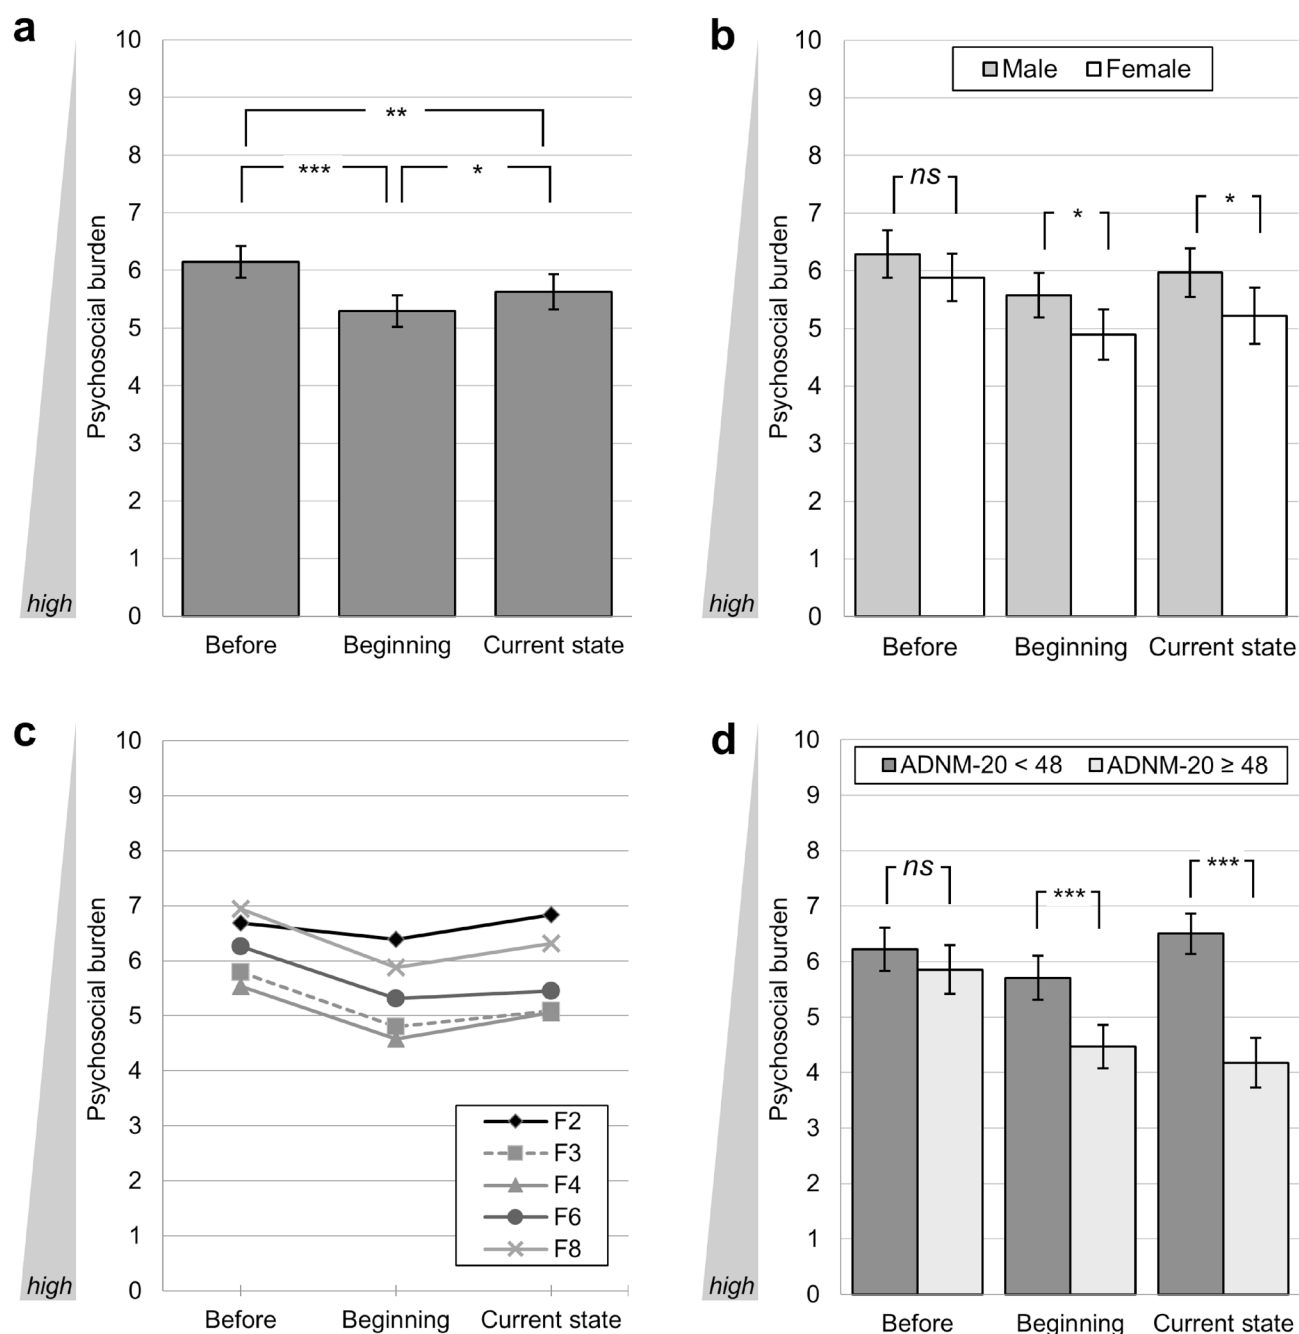 a
10
9
8
7
6
5
4
3
2
1
0
Psychosocial burden
high
**
***
*
Before Beginning Current state
b
10
9
8
7
6
5
4
3
2
1
0
Psychosocial burden
high
Male Female
ns
*
*
Before Beginning Current state
c
10
9
8
7
6
5
4
3
2
1
0
Psychosocial burden
high
F2
F3
F4
F6
F8
Before Beginning Current state
d
10
9
8
7
6
5
4
3
2
1
0
Psychosocial burden
high
ADNM-20 < 48 ADNM-20 ≥ 48
ns
***
***
Before Beginning Current state